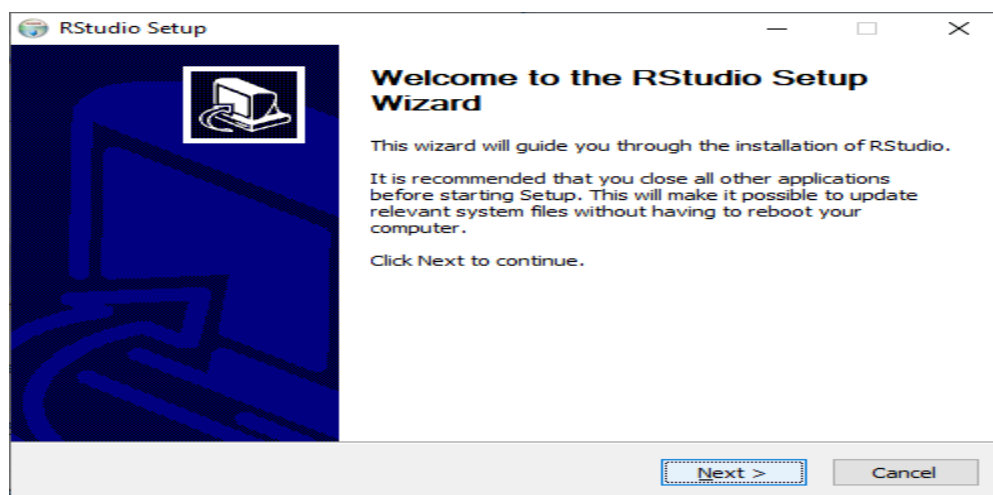 RStudio Setup
Welcome to the RStudio Setup
Wizard
This wizard will guide you through the installation of RStudio.
It is recommended that you close all other applications
before starting Setup. This will make it possible to update
relevant system files without having to reboot your
computer.
Click Next to continue.
Next >
Cancel